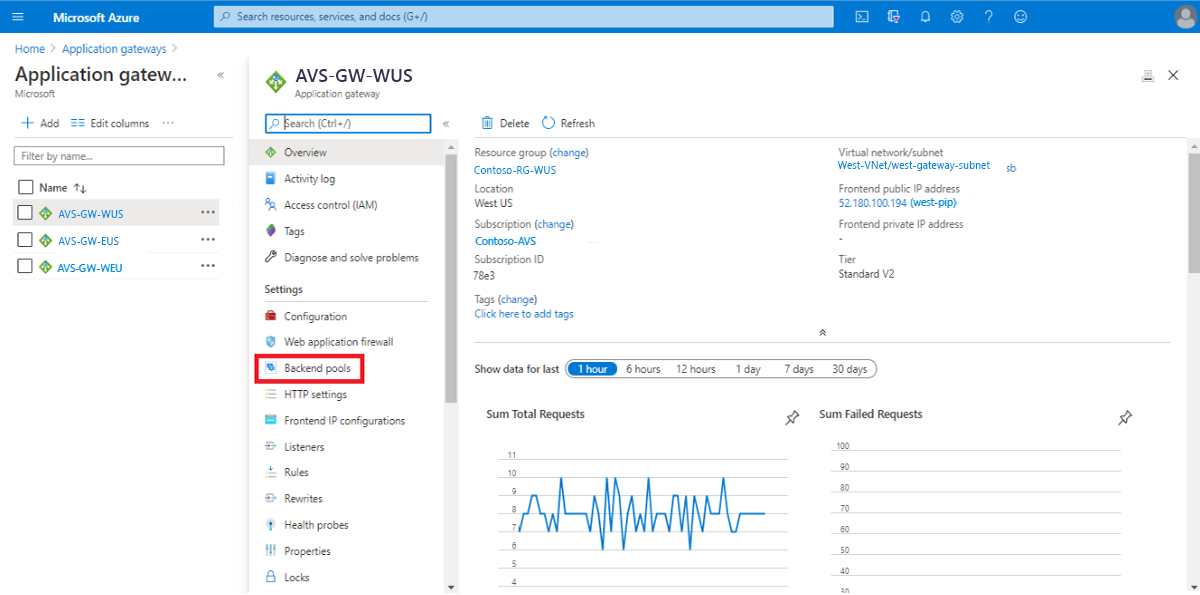 Microsoft Azure
Search resources, services, and docs (G+/)
Home > Application gateways >
Application gatew...
Microsoft
«
+ Add
Edit columns
...
Filter by name...
Name ↑↓
AVS-GW-WUS ...
AVS-GW-EUS ...
AVS-GW-WEU ...
AVS-GW-WUS
Application gateway
Search (Ctrl+/)
«
Overview
Activity log
Access control (IAM)
Tags
Diagnose and solve problems
Settings
Configuration
Web application firewall
Backend pools
HTTP settings
Frontend IP configurations
Listeners
Rules
Rewrites
Health probes
Properties
Locks
Delete
Refresh
Resource group (change)
Contoso-RG-WUS
Location
West US
Subscription (change)
Contoso-AVS
Subscription ID
78e3
Tags (change)
Click here to add tags
Virtual network/subnet
West-VNet/west-gateway-subnet sb
Frontend public IP address
52.180.100.194 (west-pip)
Frontend private IP address
-
Tier
Standard V2
Show data for last
1 hour
6 hours
12 hours
1 day
7 days
30 days
Sum Total Requests
11
10
9
8
7
6
5
4
Sum Failed Requests
100
90
80
70
60
50
40
30